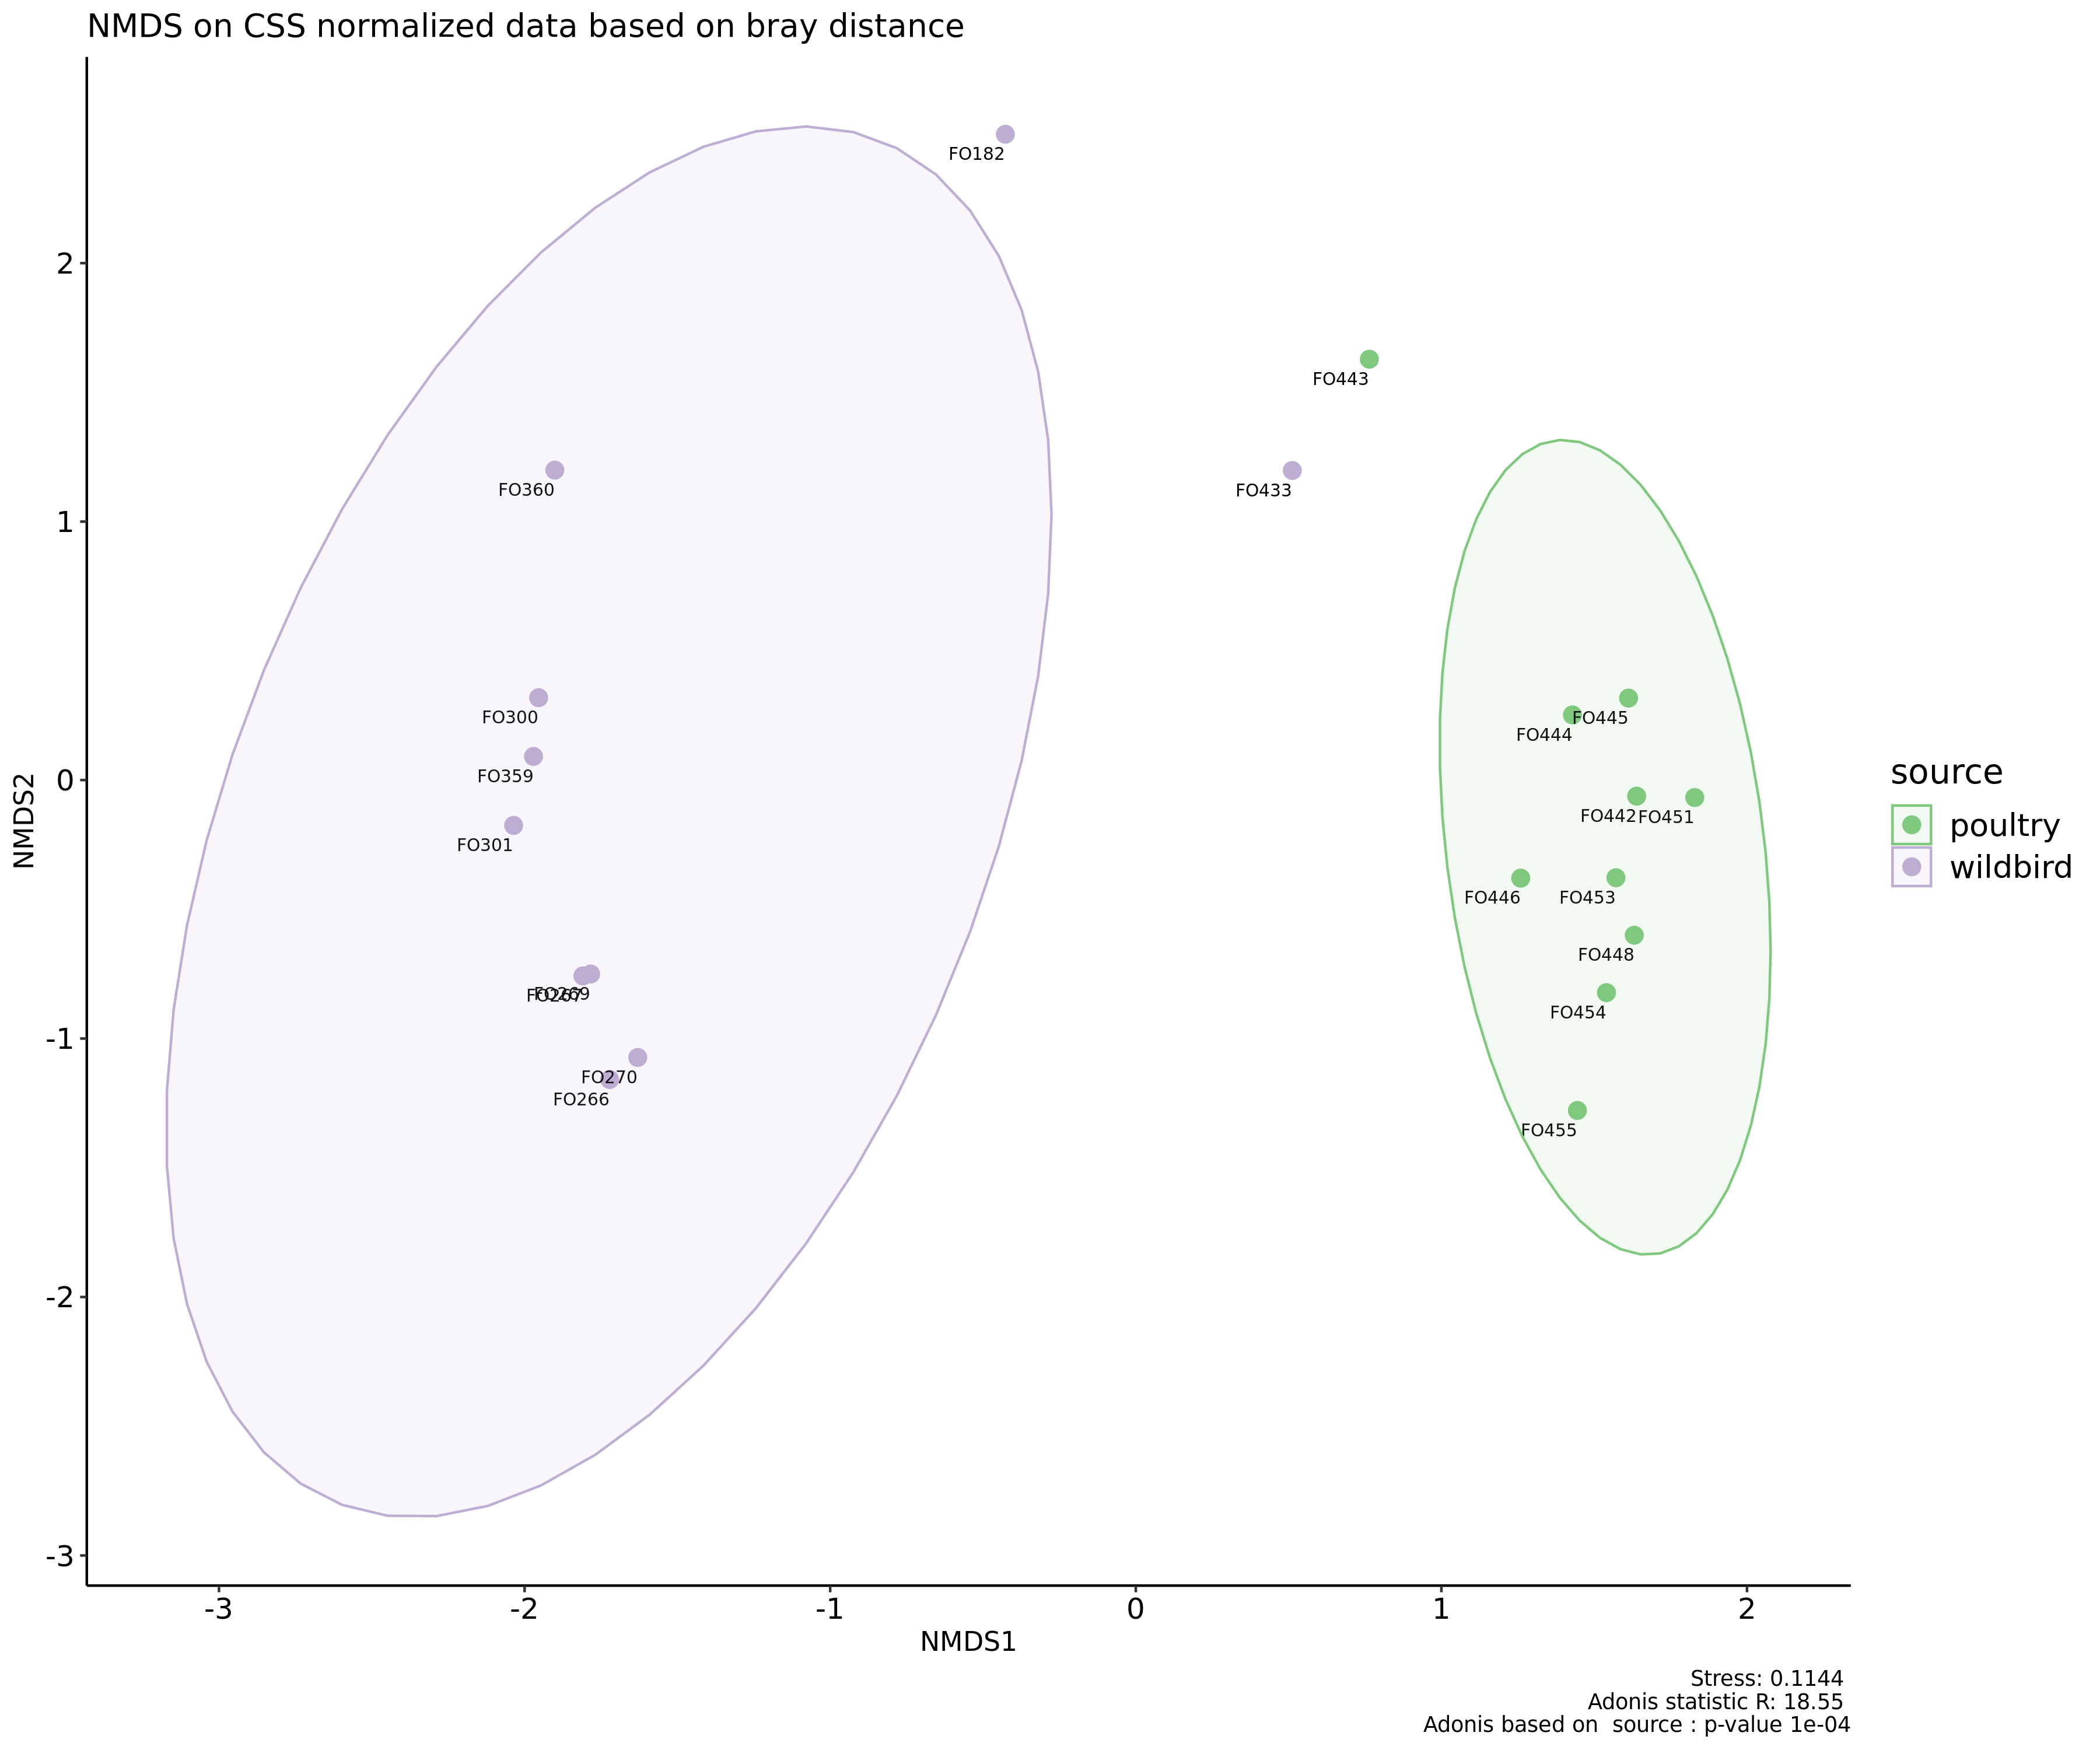 NMDS on CSS normalized data based on bray distance
FO182
2
FO443
FO360
FO433
1
FO300
FO445
FO444
source
0
FO359
FO442
FO451
poultry
NMDS2
FO301
wildbird
FO446
FO453
FO448
FO269
FO267
FO454
-1
FO270
FO266
FO455
-2
-3
-3
-2
-1
0
1
2
NMDS1
Stress: 0.1144
Adonis statistic R: 18.55
Adonis based on  source : p-value 1e-04